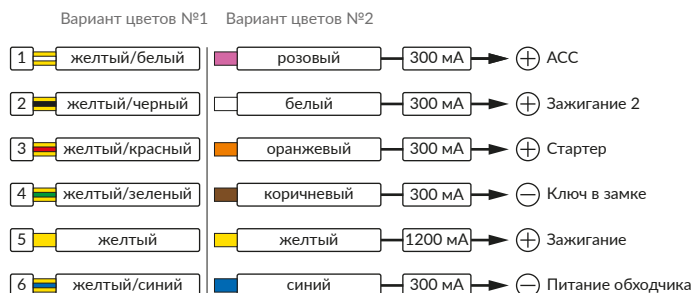 Вариант цветов №1 Вариант цветов №2
1 желтый/белый розовый 300 мА + АСС
2 желтый/черный белый 300 мА + Зажигание 2
3 желтый/красный оранжевый 300 мА + Стартер
4 желтый/зеленый коричневый 300 мА − Ключ в замке
5 желтый желтый 1200 мА + Зажигание
6 желтый/синий синий 300 мА − Питание обходчика